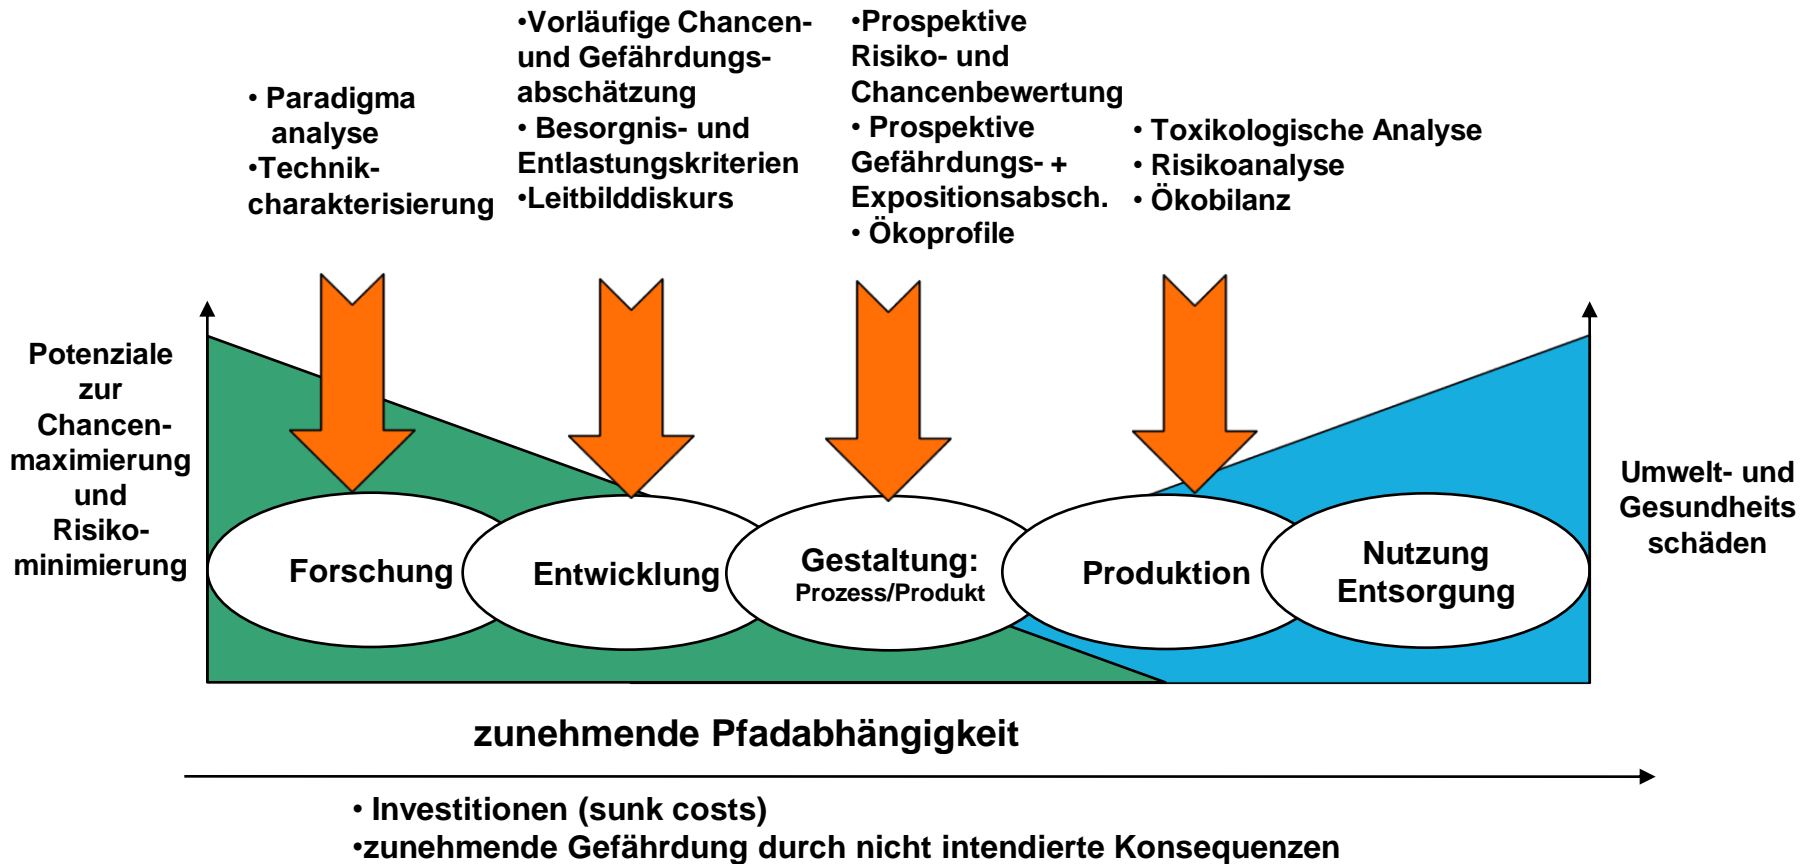 • Paradigma
analyse
•Technik-
charakterisierung
•Vorläufige Chancen-
und Gefährdungs-
abschätzung
• Besorgnis- und
Entlastungskriterien
•Leitbilddiskurs
•Prospektive
Risiko- und
Chancenbewertung
• Prospektive
Gefährdungs- +
Expositionsabsch.
• Ökoprofile
• Toxikologische Analyse
• Risikoanalyse
• Ökobilanz
Potenziale
zur
Chancen-
maximierung
und
Risiko-
minimierung
Forschung
Entwicklung
Gestaltung:
Prozess/Produkt
Produktion
Nutzung
Entsorgung
Umwelt- und
Gesundheits
schäden
zunehmende Pfadabhängigkeit
• Investitionen (sunk costs)
•zunehmende Gefährdung durch nicht intendierte Konsequenzen